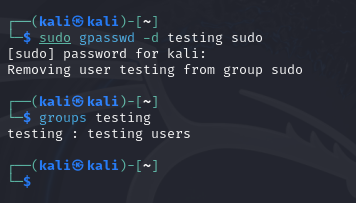 ┌──(kali㉿kali)-[~]
└─$ sudo gpasswd -d testing sudo
[sudo] password for kali:
Removing user testing from group sudo
┌──(kali㉿kali)-[~]
└─$ groups testing
testing : testing users
┌──(kali㉿kali)-[~]
└─$